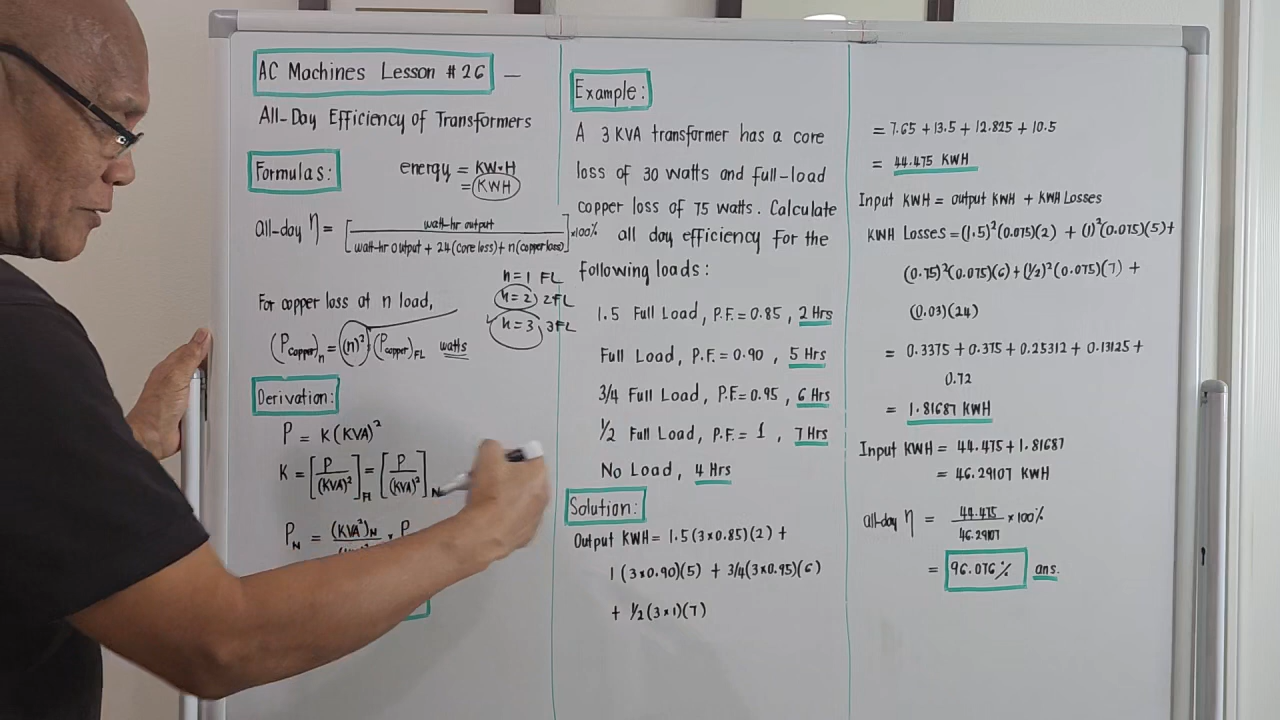 AC Machines Lesson # 26 —
All-Day Efficiency of Transformers
Formulas:
energy = KW·H
= KWH
all-day η = [ watt-hr output / watt-hr output + 24(core loss) + n(copper loss) ] x100%
n=1 FL
n=2 2FL
n=3 3FL
For copper loss at n load,
(Pcopper)n = (n)²·(Pcopper)FL watts
Derivation:
P = K(KVA)²
K = [P/(KVA)²]Fl = [P/(KVA)²]N
PN = (KVA²)N · P
Example:
A 3 KVA transformer has a core
loss of 30 watts and full-load
copper loss of 75 watts. Calculate
all day efficiency for the
following loads:
1.5 Full Load, P.F. = 0.85, 2 Hrs
Full Load, P.F. = 0.90, 5 Hrs
3/4 Full Load, P.F. = 0.95, 6 Hrs
1/2 Full Load, P.F. = 1, 7 Hrs
No Load, 4 Hrs
Solution:
Output KWH = 1.5(3x0.85)(2) +
1(3x0.90)(5) + 3/4(3x0.95)(6)
+ 1/2(3x1)(7)
= 7.65 + 13.5 + 12.825 + 10.5
= 44.475 KWH
Input KWH = output KWH + KWH Losses
KWH Losses = (1.5)²(0.075)(2) + (1)²(0.075)(5)+
(0.75)²(0.075)(6)+(1/2)²(0.075)(7) +
(0.03)(24)
= 0.3375 + 0.375 + 0.25312 + 0.13125 +
0.72
= 1.81687 KWH
Input KWH = 44.475 + 1.81687
= 46.29107 KWH
all-day η = 44.475/46.29107 x100%
= 96.076% ans.